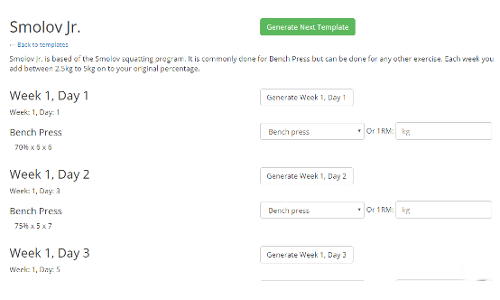 Smolov Jr.
Generate Next Template
← Back to templates
Smolov Jr. is based of the Smolov squatting program. It is commonly done for Bench Press but can be done for any other exercise. Each week you
add between 2.5kg to 5kg on to your original percentage.
Week 1, Day 1
Generate Week 1, Day 1
Week: 1, Day: 1
Bench Press
Bench press
Or 1RM:
kg
70% x 6 x 6
Week 1, Day 2
Generate Week 1, Day 2
Week: 1, Day: 3
Bench Press
Bench press
Or 1RM:
kg
75% x 5 x 7
Week 1, Day 3
Generate Week 1, Day 3
Week: 1, Day: 5